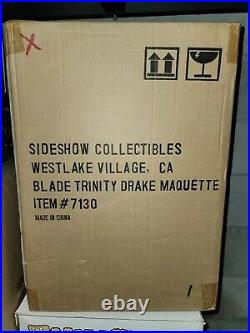 SIDESHOW COLLECTIBLES
WESTLAKE VILLAGE, CA
BLADE TRINITY DRAKE MAQUETTE
ITEM#7130
MADE IN CHINA